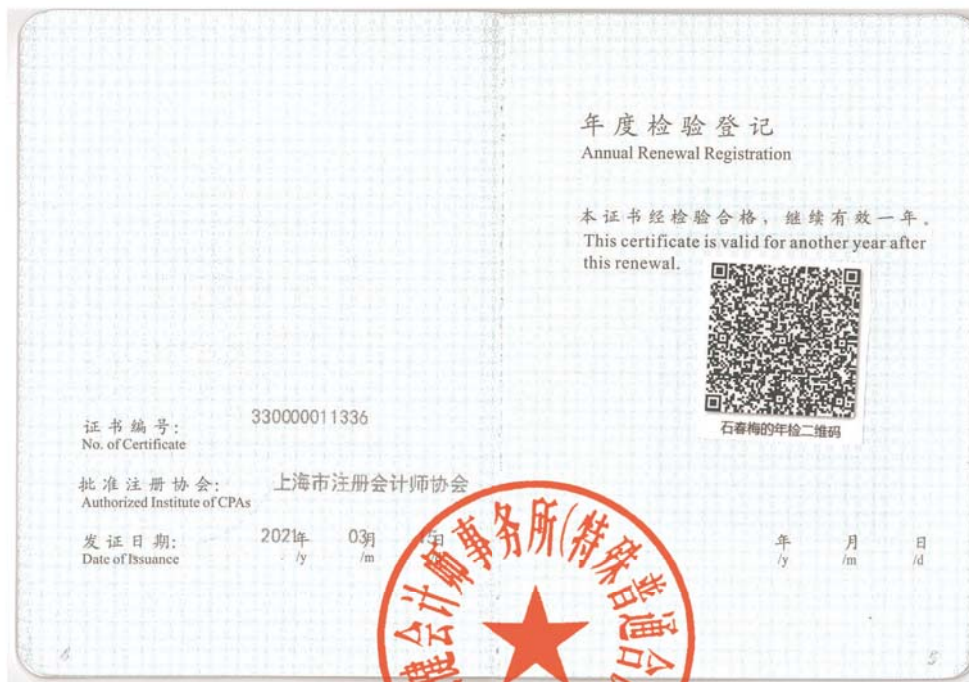 证书编号: 330000011336
No. of Certificate
批准注册协会: 上海市注册会计师协会
Authorized Institute of CPAs
发证日期: 2021年 03月 日
Date of Issuance /y /m
4
年度检验登记
Annual Renewal Registration
本证书经检验合格，继续有效一年。
This certificate is valid for another year after
this renewal.
石春梅的年检二维码
年 月 日
/y /m /d
5
会计师事务所(特殊普通合